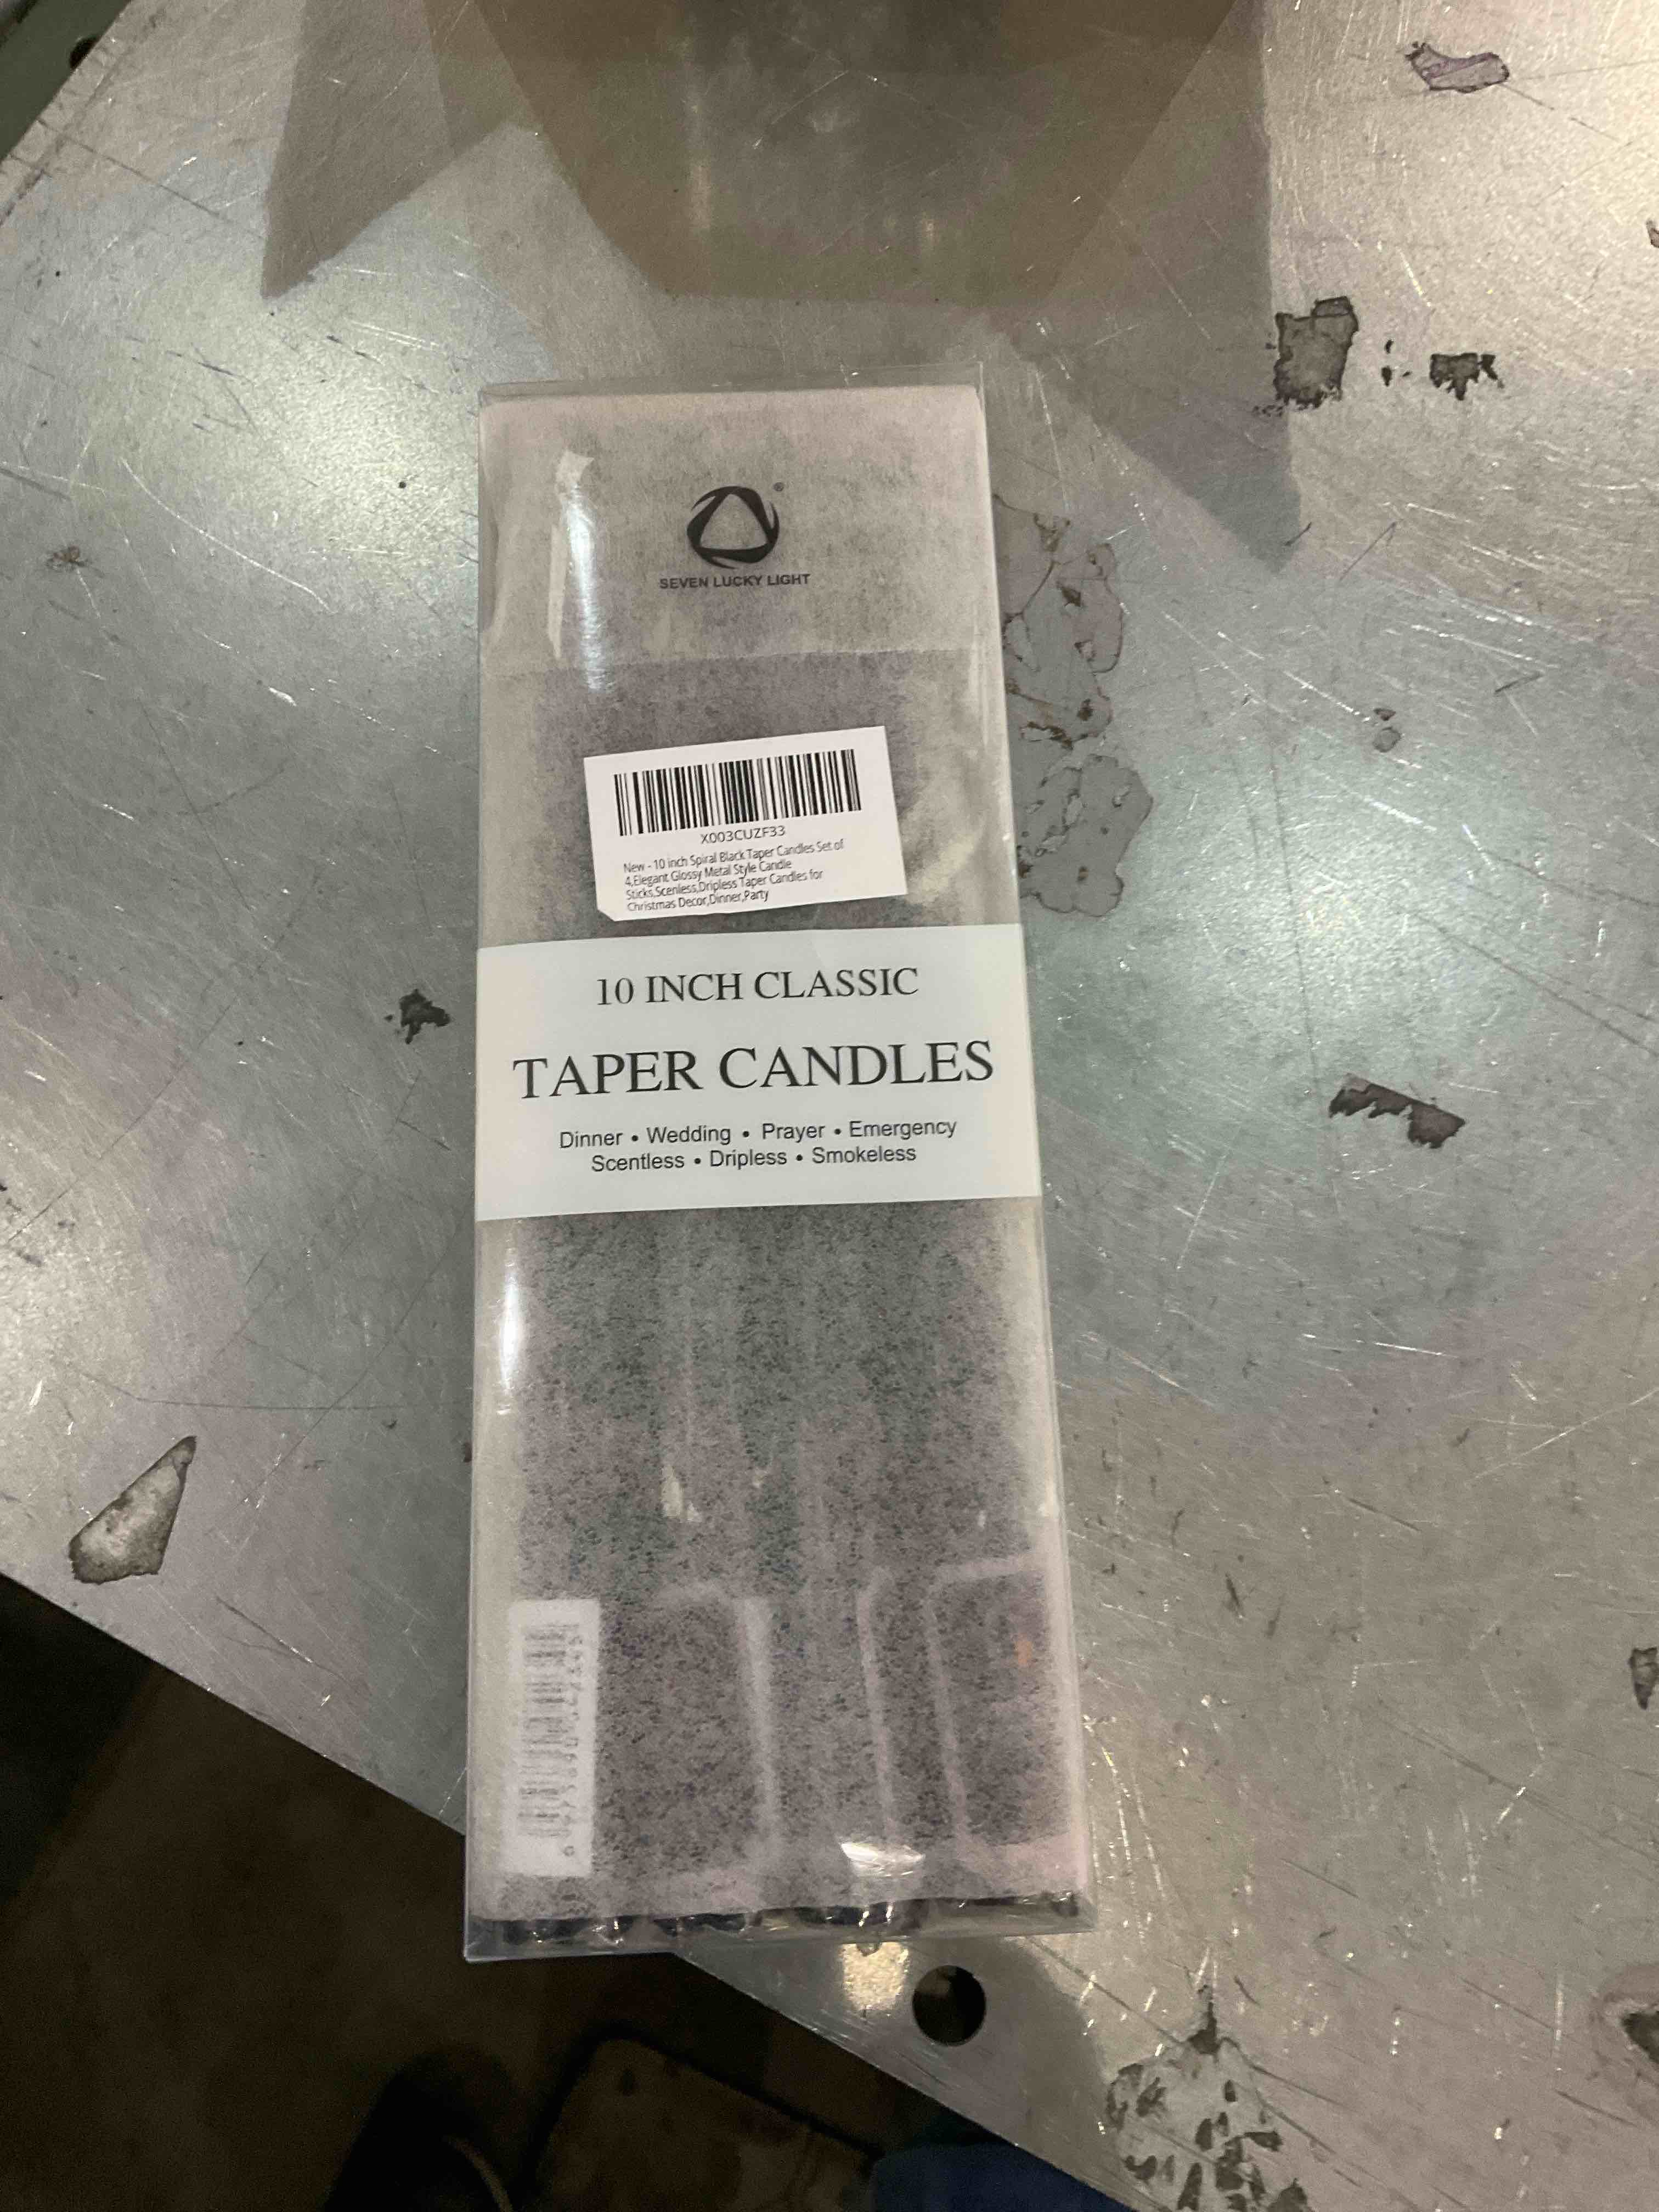 ®
SEVEN LUCKY LIGHT
X003CUZF33
New - 10 inch Spiral Black Taper Candles Set of
4,Elegant Glossy Metal Style Candle
Sticks,Scenless,Dripless Taper Candles for
Christmas Decor,Dinner,Party
10 INCH CLASSIC
TAPER CANDLES
Dinner • Wedding • Prayer • Emergency
Scentless • Dripless • Smokeless